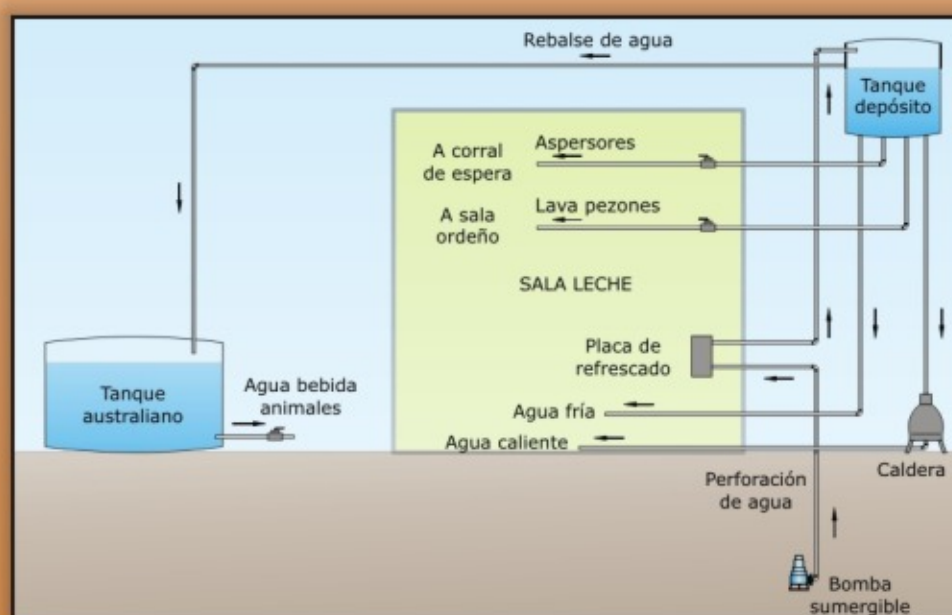 Rebalse de agua
Tanque
depósito
Aspersores
A corral
de espera
Lava pezones
A sala
ordeño
SALA LECHE
Placa de
refrescado
Tanque
australiano
Agua bebida
animales
Agua fría
Agua caliente
Caldera
Perforación
de agua
Bomba
sumergible